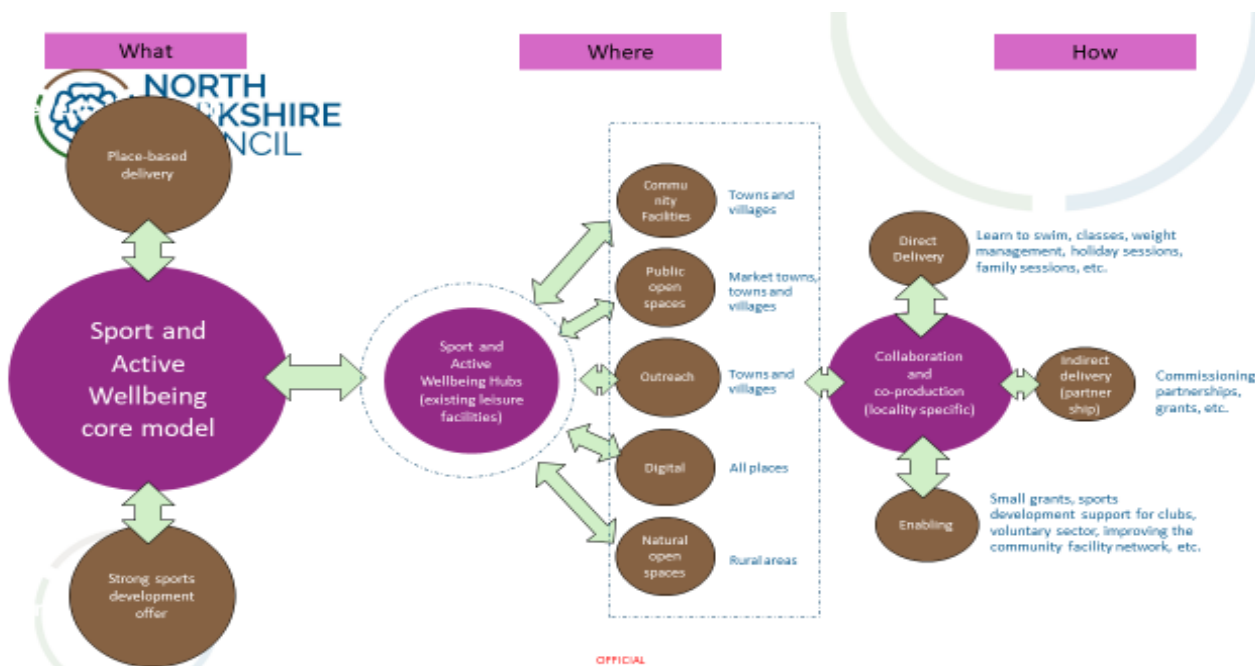 What
Where
How
NORTH
KSHIRE
NCIL
Place-based
delivery
Sport and
Active
Wellbeing
core model
Strong sports
development
offer
Sport and
Active
Wellbeing Hubs
(existing leisure
facilities)
Commu
nity
Facilities
Towns and
villages
Public
open
spaces
Market towns,
towns and
villages
Outreach
Towns and
villages
Digital
All places
Natural
open
spaces
Rural areas
Direct
Delivery
Learn to swim, classes, weight
management, holiday sessions,
family sessions, etc.
Collaboration
and
co-production
(locality specific)
Indirect
delivery
(partner
ship)
Commissioning
partnerships,
grants, etc.
Enabling
Small grants, sports
development support for clubs,
voluntary sector, improving the
community facility network, etc.
OFFICIAL